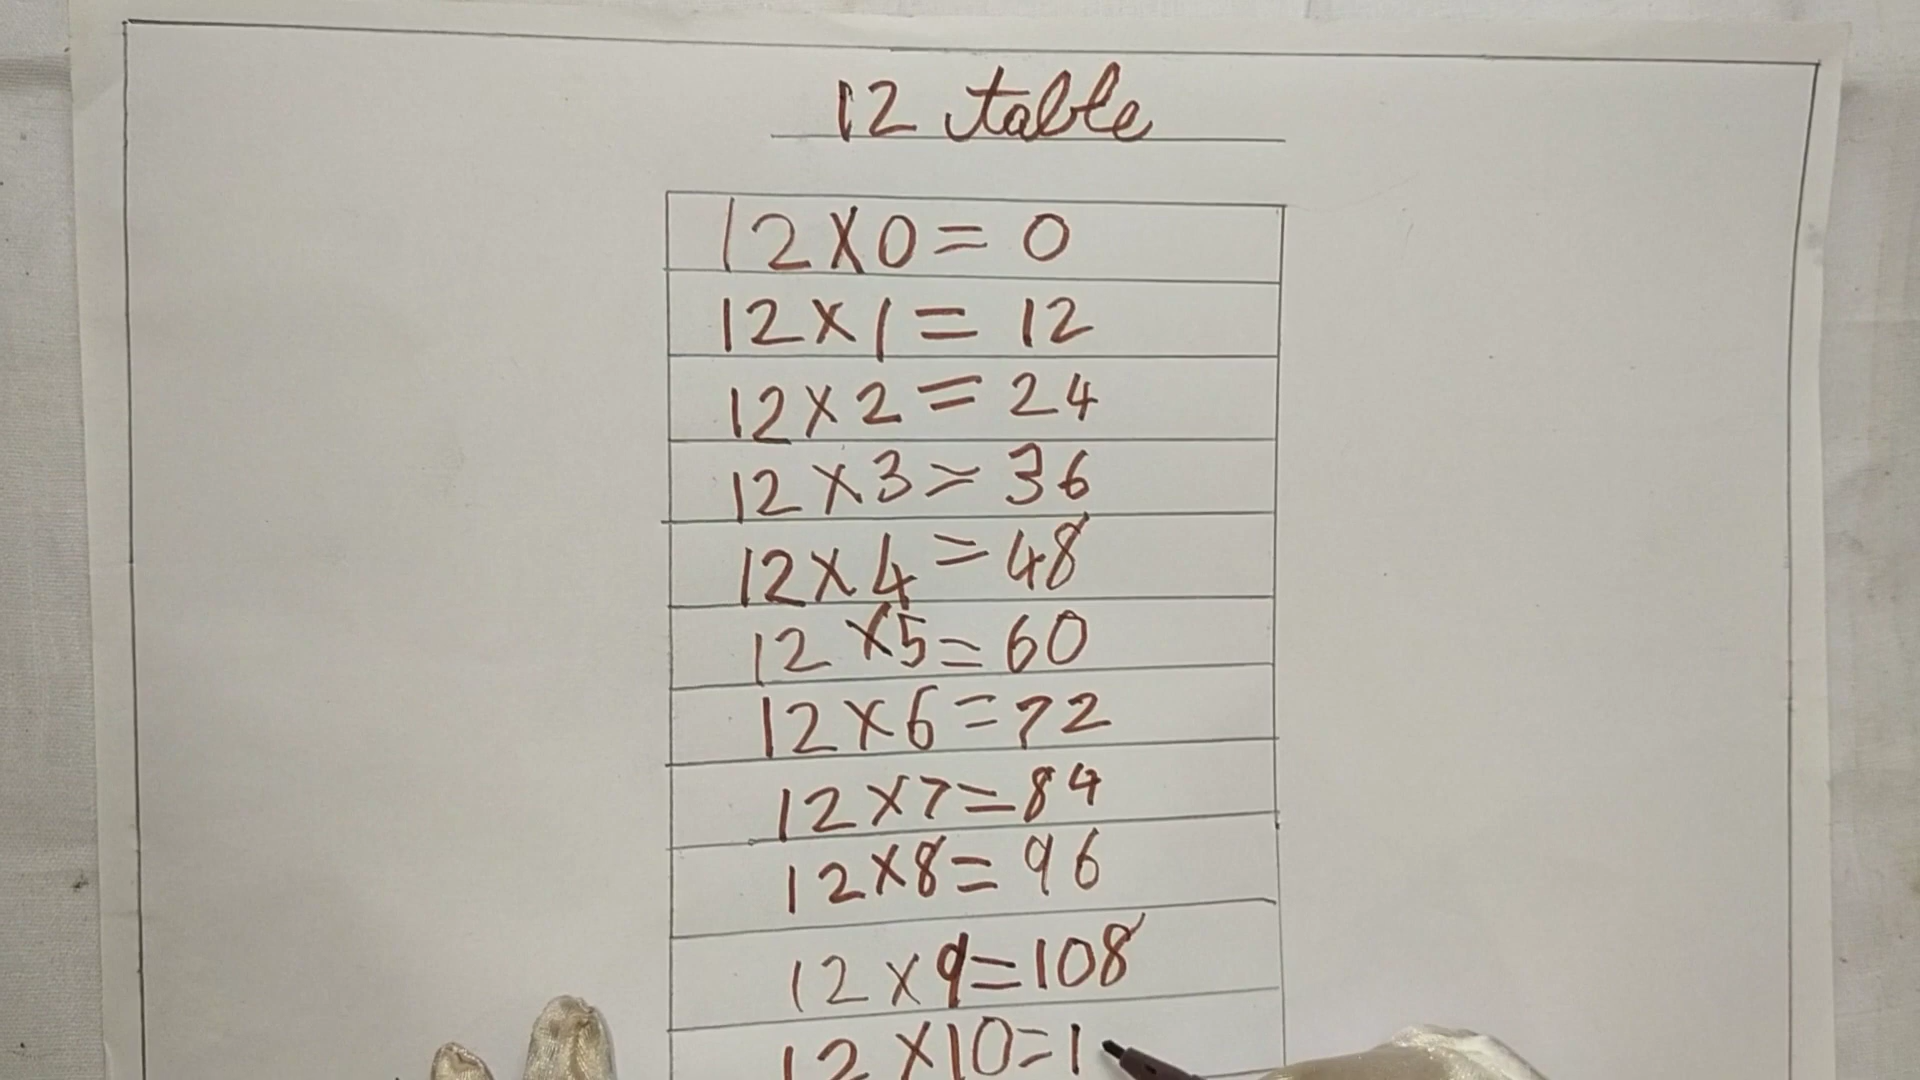 12 table
12 X 0 = 0
12 X 1 = 12
12 X 2 = 24
12 X 3 = 36
12 X 4 = 48
12 X 5 = 60
12 X 6 = 72
12 X 7 = 84
12 X 8 = 96
12 X 9 = 108
12 X 10 = 1